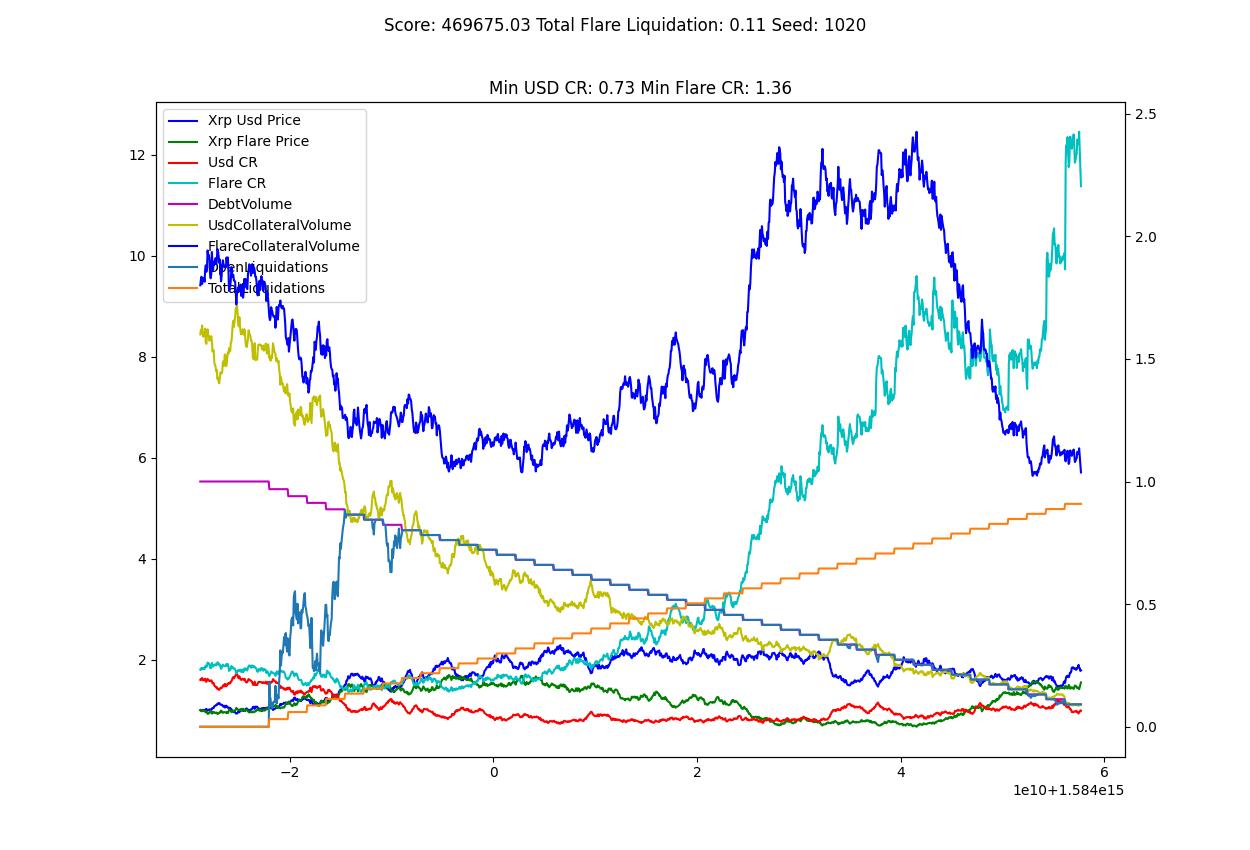 Score: 469675.03 Total Flare Liquidation: 0.11 Seed: 1020
Min USD CR: 0.73 Min Flare CR: 1.36
Xrp Usd Price
Xrp Flare Price
Usd CR
Flare CR
DebtVolume
UsdCollateralVolume
FlareCollateralVolume
OpenLiquidations
TotalLiquidations
12
10
8
6
4
2
2.5
2.0
1.5
1.0
0.5
0.0
−2
0
2
4
6
1e10+1.584e15